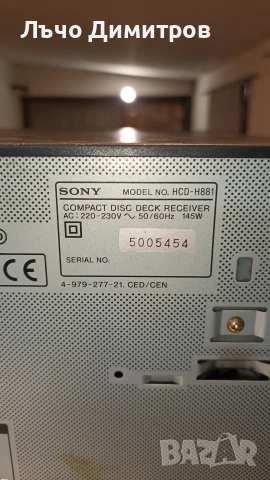 Лъчо Димитров
SONY MODEL NO. HCD-H881
COMPACT DISC DECK RECEIVER
AC: 220-230V ～ 50/60Hz 145W
5005454
SERIAL NO.
CE
4-979-277-21. CED/CEN
BAZAR